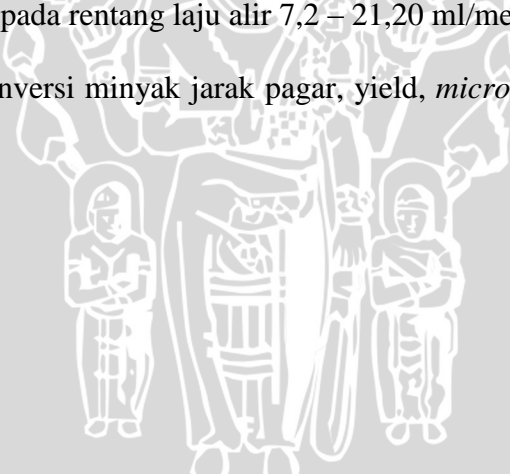 pada rentang laju alir 7,2 – 21,20 ml/me
nversi minyak jarak pagar, yield, micro